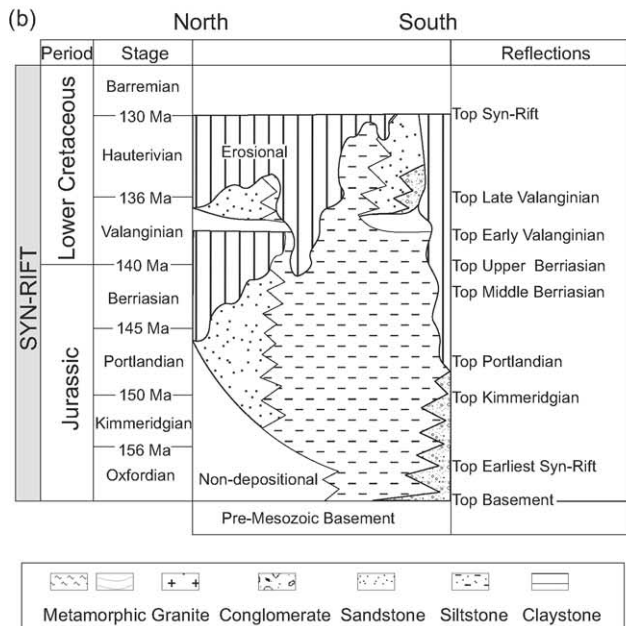 (b)
North South
Period Stage Reflections
SYN-RIFT
Lower Cretaceous
Jurassic
Barremian
130 Ma Top Syn-Rift
Hauterivian Erosional
136 Ma Top Late Valanginian
Valanginian Top Early Valanginian
140 Ma Top Upper Berriasian
Berriasian Top Middle Berriasian
145 Ma
Portlandian Top Portlandian
150 Ma Top Kimmeridgian
Kimmeridgian
156 Ma
Oxfordian Non-depositional Top Earliest Syn-Rift
Top Basement
Pre-Mesozoic Basement
Metamorphic Granite Conglomerate Sandstone Siltstone Claystone